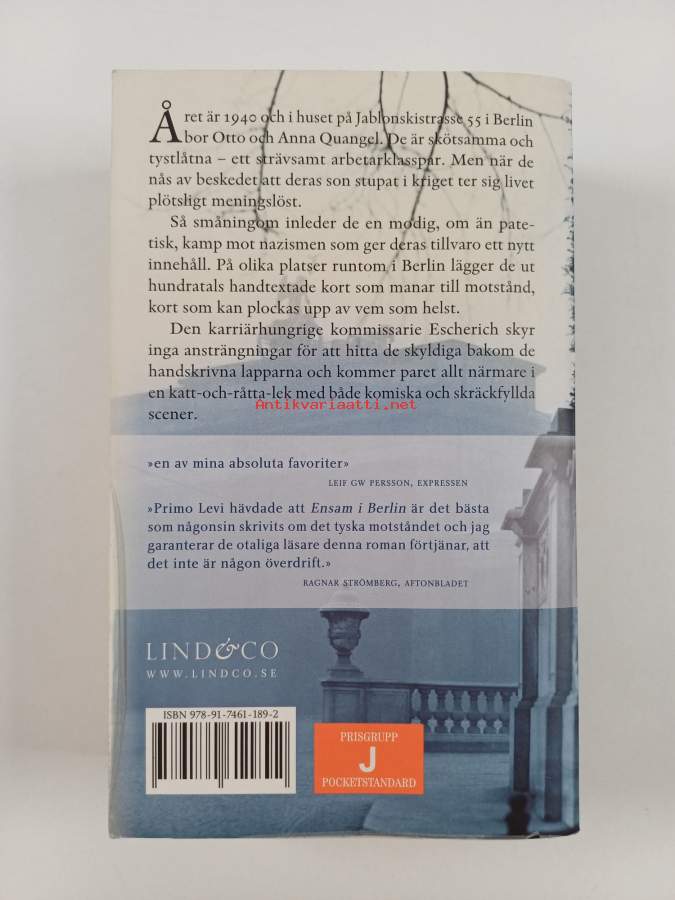 Året är 1940 och i huset på Jablonskistrasse 55 i Berlin
bor Otto och Anna Quangel. De är skötsamma och
tystlåtna – ett strävsamt arbetarklasspar. Men när de
nås av beskedet att deras son stupat i kriget ter sig livet
plötsligt meningslöst.
Så småningom inleder de en modig, om än pate-
tisk, kamp mot nazismen som ger deras tillvaro ett nytt
innehåll. På olika platser runtom i Berlin lägger de ut
hundratals handtextade kort som manar till motstånd,
kort som kan plockas upp av vem som helst.
Den karriärhungrige kommissarie Escherich skyr
inga ansträngningar för att hitta de skyldiga bakom de
handskrivna lapparna och kommer paret allt närmare i
en katt-och-råtta-lek med både komiska och skräckfyllda
scener.
Antikvariaatti.net
»en av mina absoluta favoriter»
LEIF GW PERSSON, EXPRESSEN
»Primo Levi hävdade att Ensam i Berlin är det bästa
som någonsin skrivits om det tyska motståndet och jag
garanterar de otaliga läsare denna roman förtjänar, att
det inte är någon överdrift.»
RAGNAR STRÖMBERG, AFTONBLADET
LIND&CO
WWW.LINDCO.SE
ISBN 978-91-7461-189-2
PRISGRUPP
J
POCKETSTANDARD